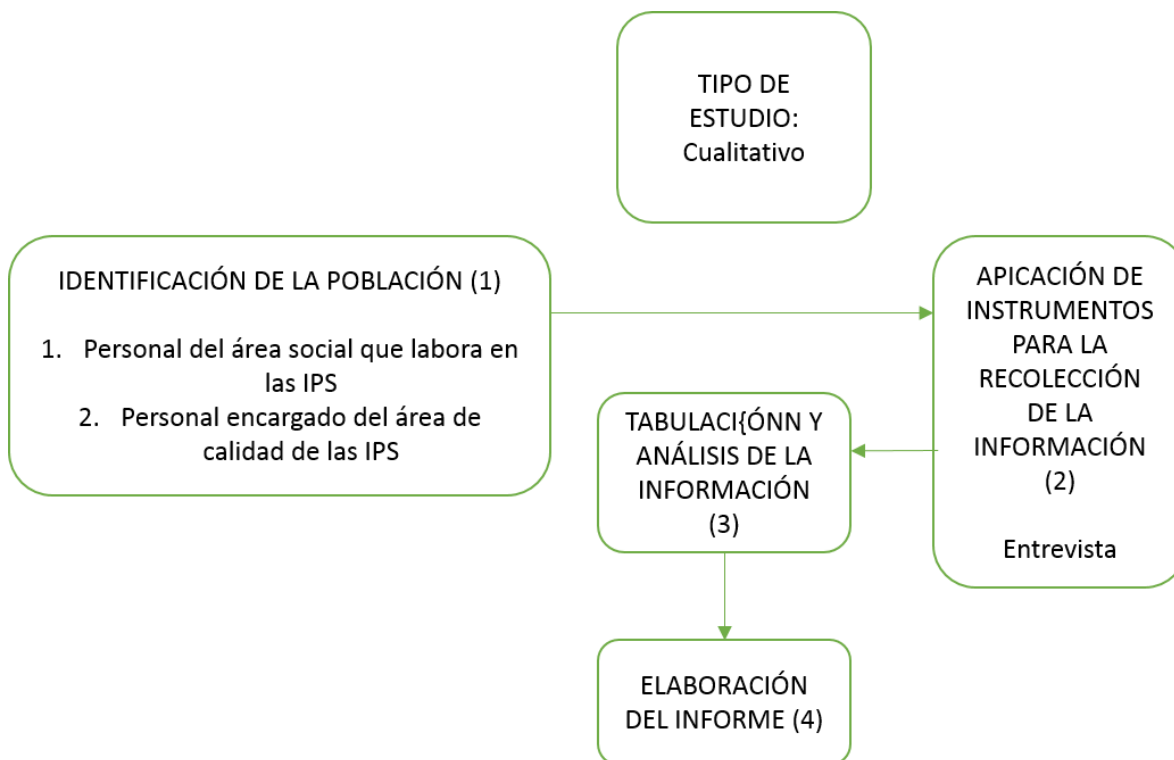 TIPO DE
ESTUDIO:
Cualitativo
IDENTIFICACIÓN DE LA POBLACIÓN (1)
1. Personal del área social que labora en
las IPS
2. Personal encargado del área de
calidad de las IPS
APICACIÓN DE
INSTRUMENTOS
PARA LA
RECOLECCIÓN
DE LA
INFORMACIÓN
(2)
Entrevista
TABULACI{ÓNN Y
ANÁLISIS DE LA
INFORMACIÓN
(3)
ELABORACIÓN
DEL INFORME (4)